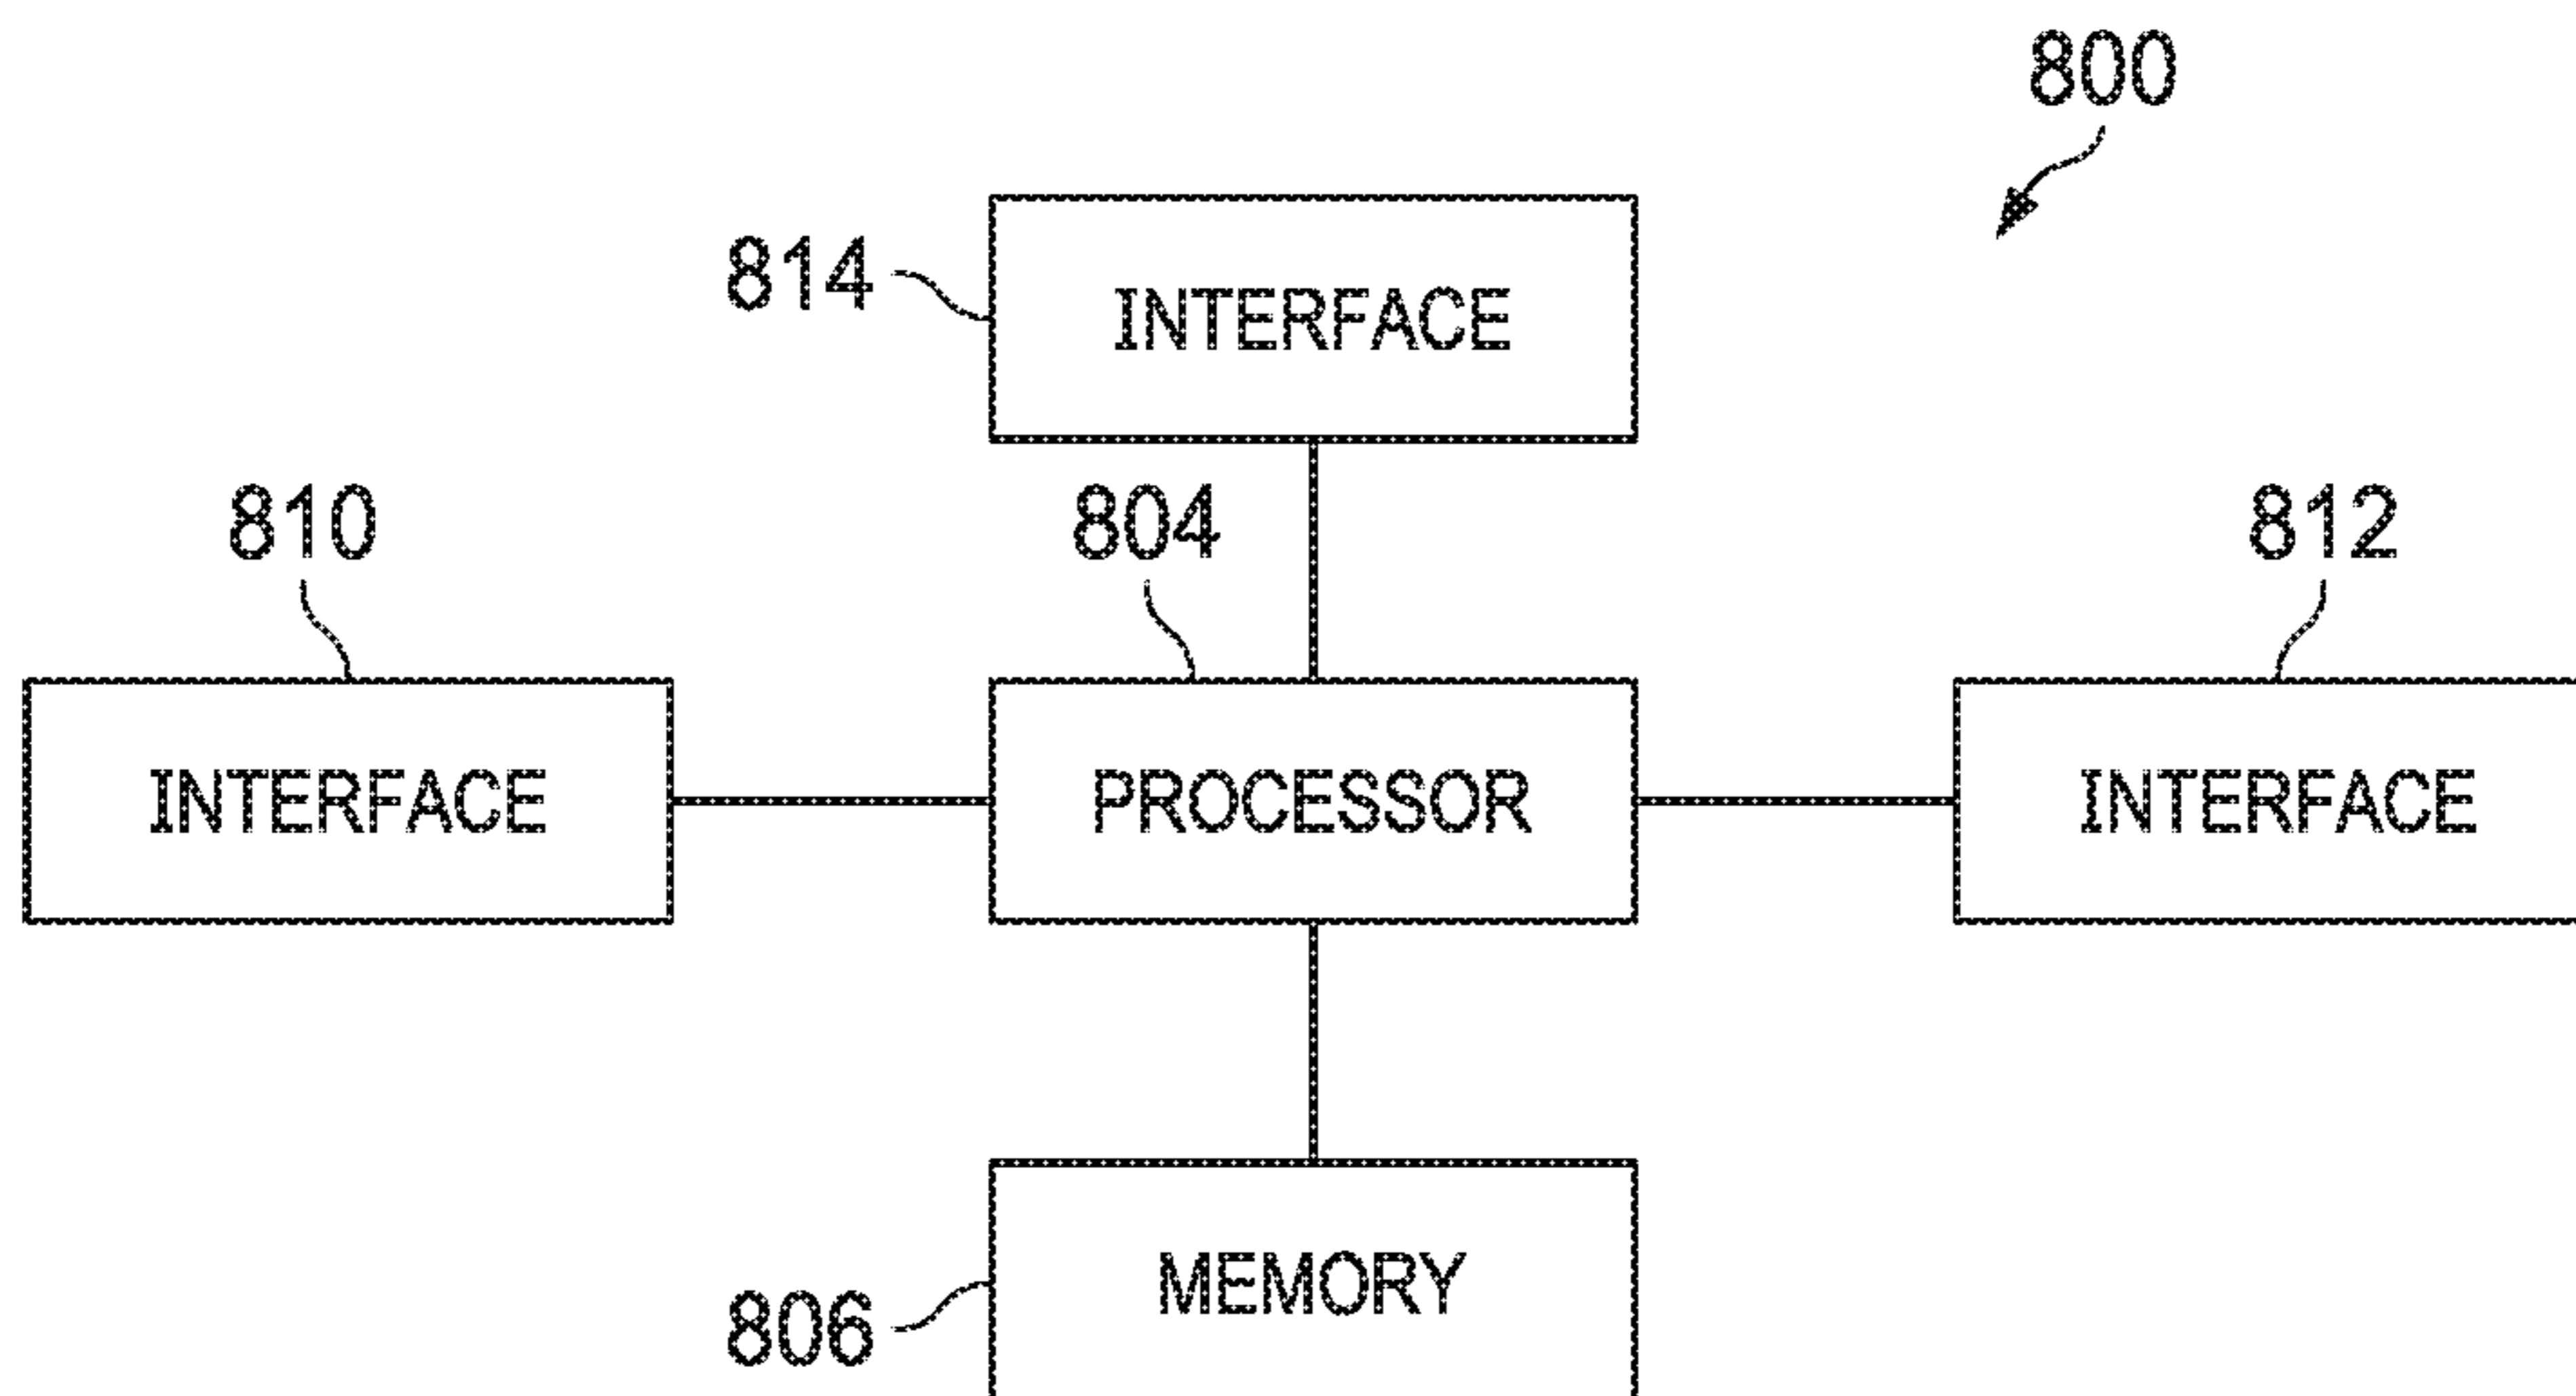 800
814
INTERFACE
810
804
812
INTERFACE
PROCESSOR
INTERFACE
MEMORY
806